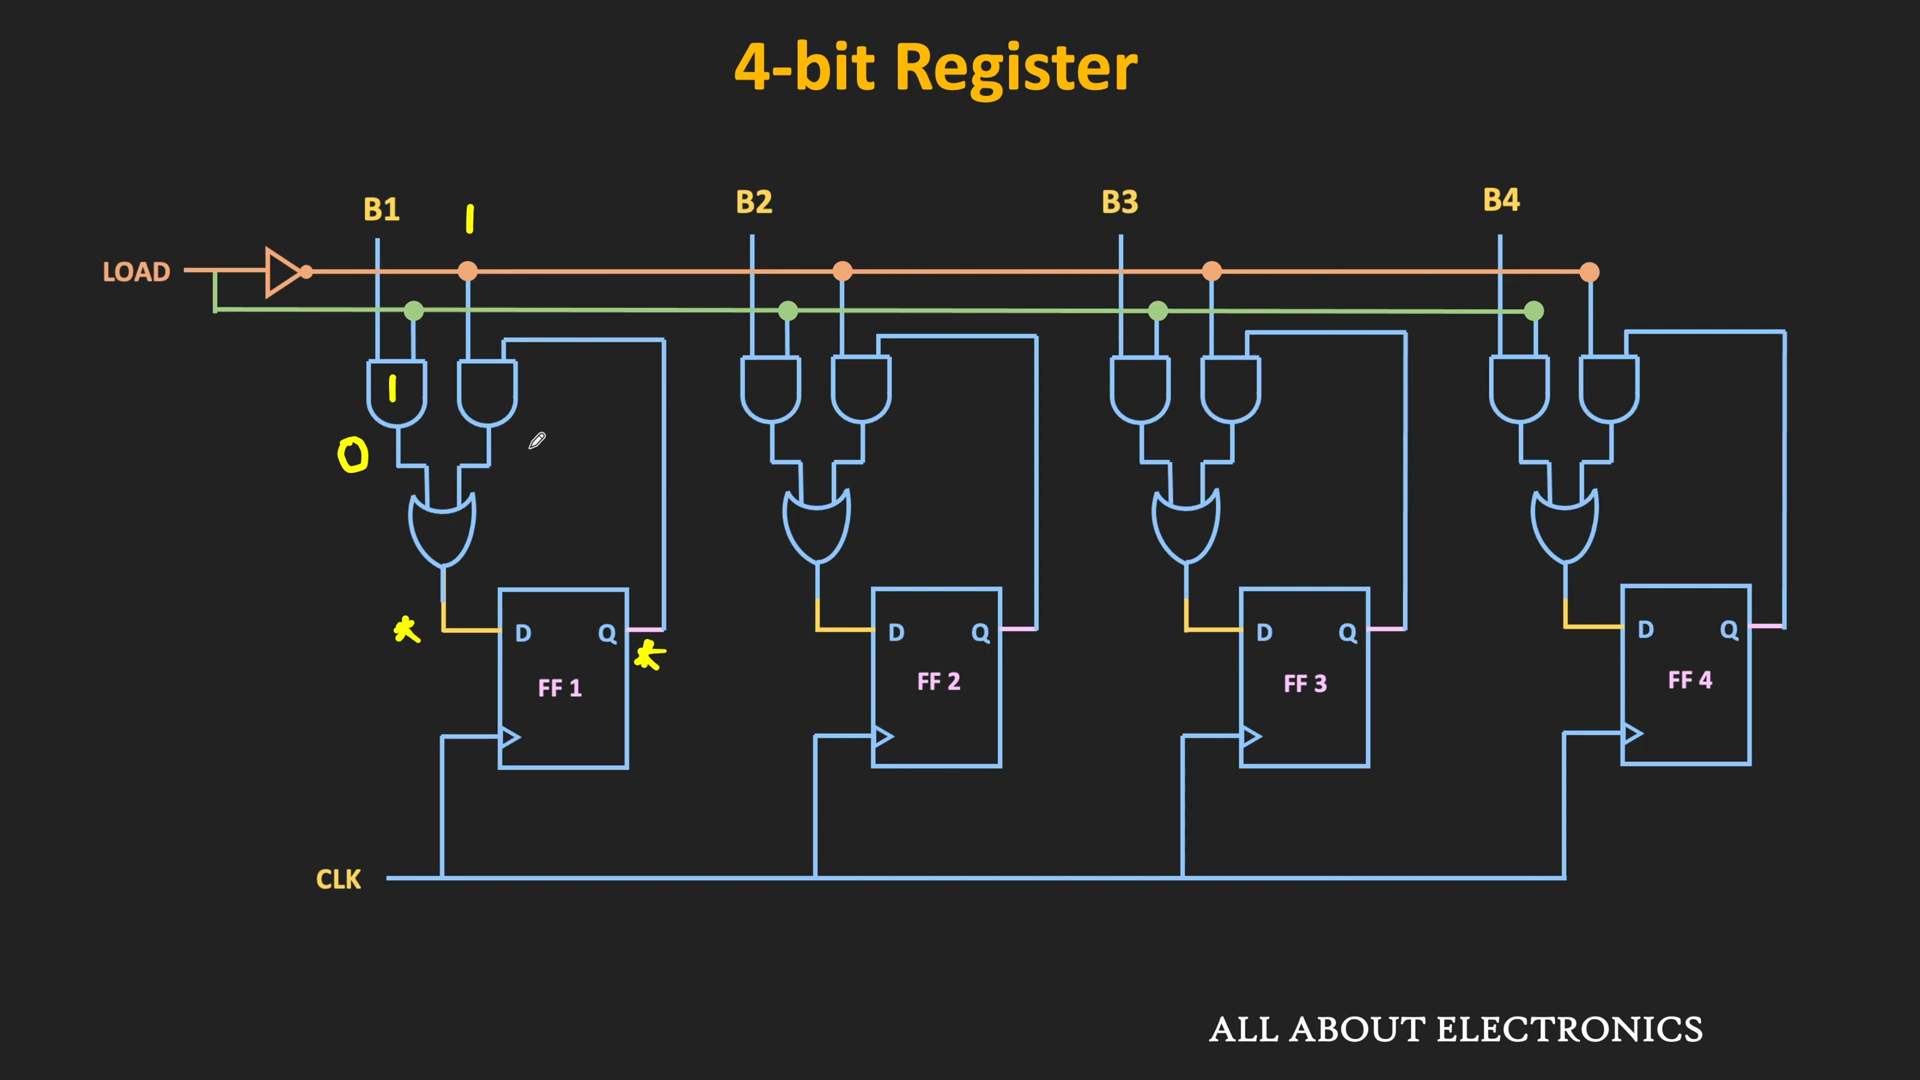 4-bit Register
B1 1 B2 B3 B4
LOAD
1
0
D Q D Q D Q D Q
FF 1 FF 2 FF 3 FF 4
CLK
ALL ABOUT ELECTRONICS